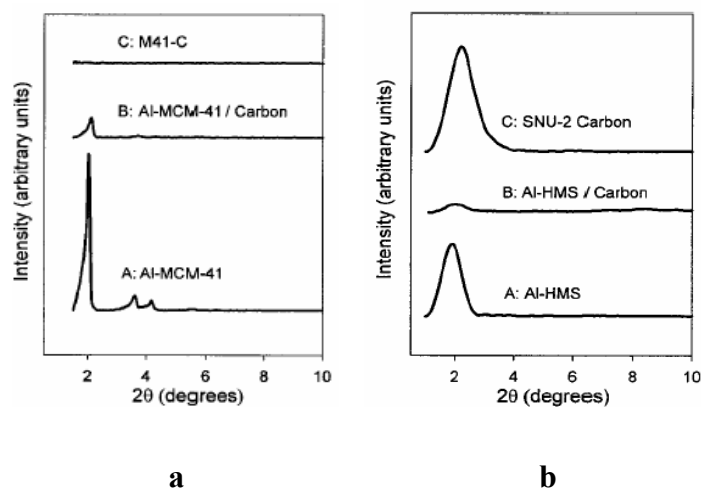 C: M41-C
B: Al-MCM-41 / Carbon
A: Al-MCM-41
Intensity (arbitrary units)
2 4 6 8 10
2θ (degrees)
a
C: SNU-2 Carbon
B: Al-HMS / Carbon
A: Al-HMS
Intensity (arbitrary units)
2 4 6 8 10
2θ (degrees)
b